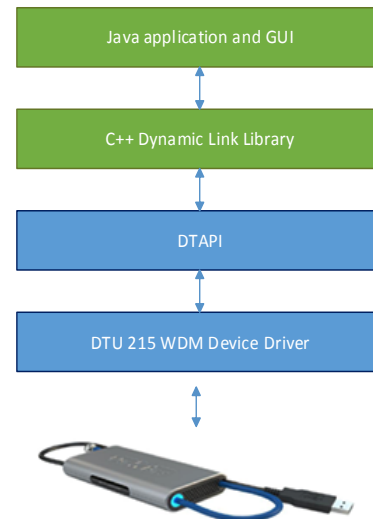 Java application and GUI
C++ Dynamic Link Library
DTAPI
DTU 215 WDM Device Driver